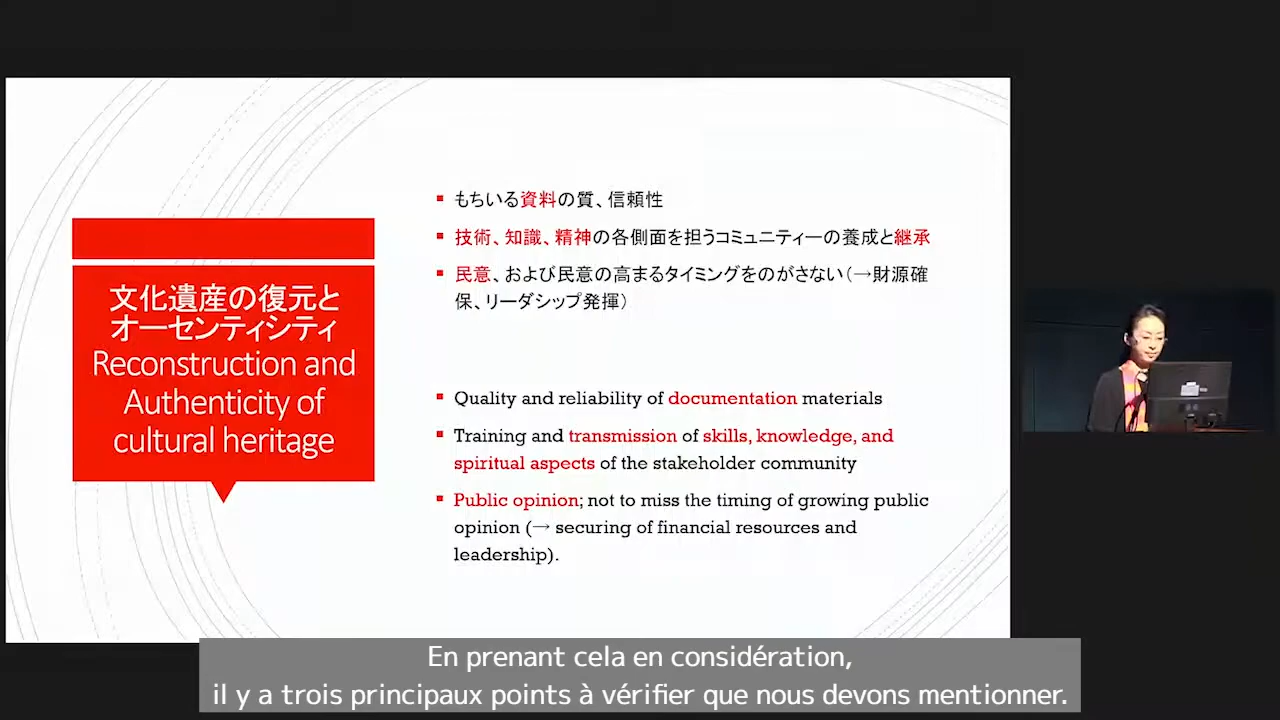 文化遺産の復元と
オーセンティシティ
Reconstruction and
Authenticity of
cultural heritage
▪ もちいる資料の質、信頼性
▪ 技術、知識、精神の各側面を担うコミュニティーの養成と継承
▪ 民意、および民意の高まるタイミングをのがさない（→財源確
保、リーダシップ発揮）
▪ Quality and reliability of documentation materials
▪ Training and transmission of skills, knowledge, and
spiritual aspects of the stakeholder community
▪ Public opinion; not to miss the timing of growing public
opinion (→ securing of financial resources and
leadership).
En prenant cela en considération,
il y a trois principaux points à vérifier que nous devons mentionner.